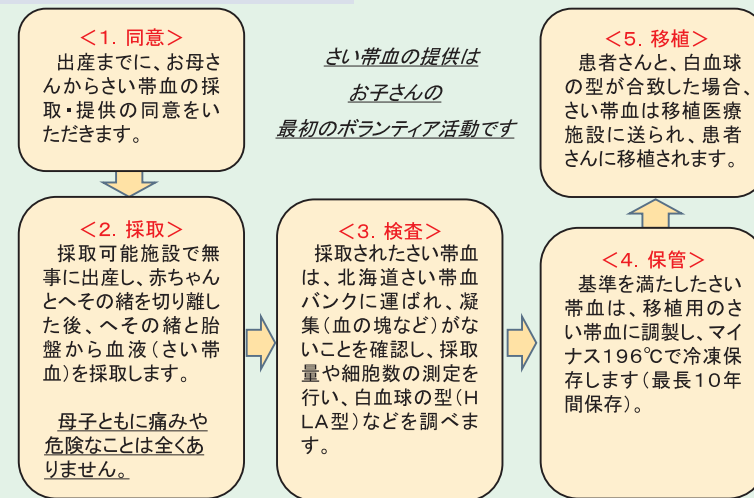 <1. 同意>
出産までに、お母さ
んからさい帯血の採
取・提供の同意をい
ただきます。
さい帯血の提供は
お子さんの
最初のボランティア活動です
<2. 採取>
採取可能施設で無
事に出産し、赤ちゃん
とへその緒を切り離し
た後、へその緒と胎
盤から血液(さい帯
血)を採取します。
母子ともに痛みや
危険なことは全くあ
りません。
<3. 検査>
採取されたさい帯血
は、北海道さい帯血
バンクに運ばれ、凝
集(血の塊など)がな
いことを確認し、採取
量や細胞数の測定を
行い、白血球の型(H
LA型)などを調べま
す。
<4. 保管>
基準を満たしたさい
帯血は、移植用のさ
い帯血に調製し、マイ
ナス196℃で冷凍保
存します(最長10年
間保存)。
<5. 移植>
患者さんと、白血球
の型が合致した場合、
さい帯血は移植医療
施設に送られ、患者
さんに移植されます。